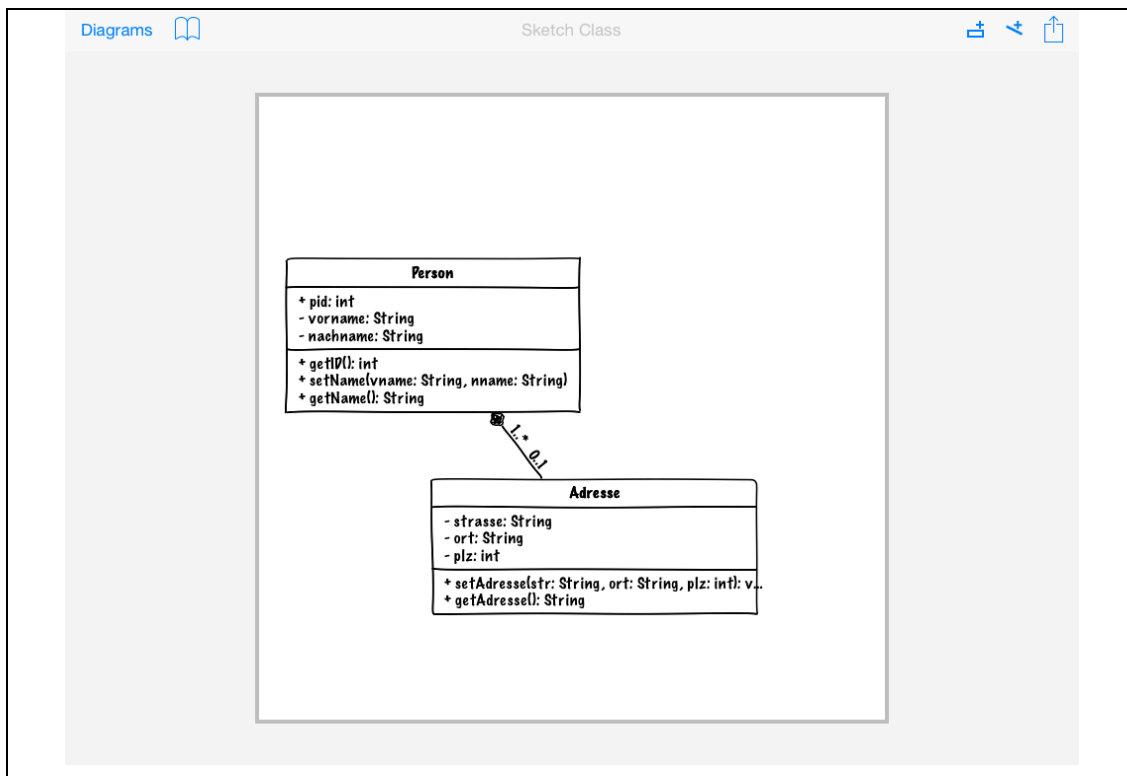 Diagrams
Sketch Class
Person
+ pid: int
- vorname: String
- nachname: String
+ getID(): int
+ setName(vname: String, nname: String)
+ getName(): String
1.. *
0..1
Adresse
- strasse: String
- ort: String
- plz: int
+ setAdresse(str: String, ort: String, plz: int): v...
+ getAdresse(): String